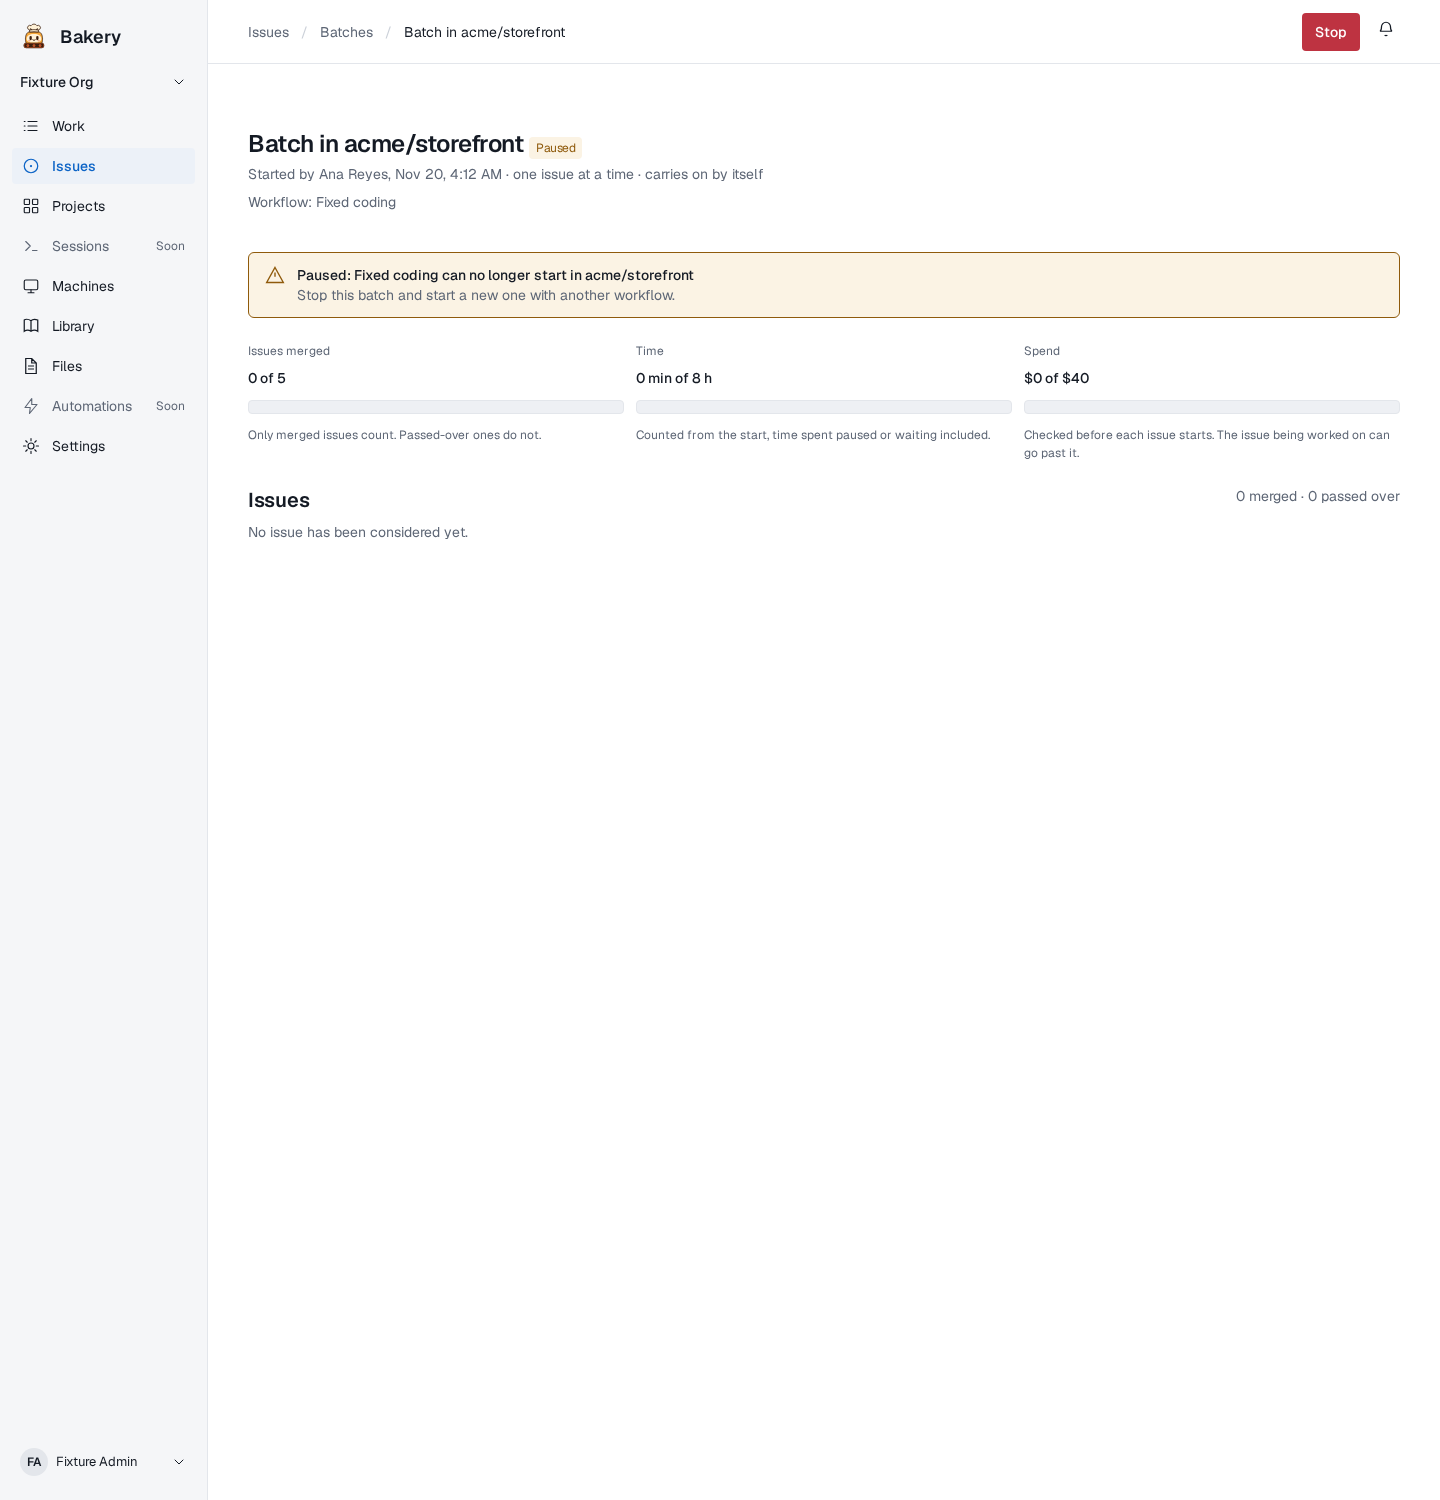 Bakery
Fixture Org
Work
Issues
Projects
Sessions Soon
Machines
Library
Files
Automations Soon
Settings
FA Fixture Admin
Issues / Batches / Batch in acme/storefront
Stop
Batch in acme/storefront Paused
Started by Ana Reyes, Nov 20, 4:12 AM · one issue at a time · carries on by itself
Workflow: Fixed coding
Paused: Fixed coding can no longer start in acme/storefront
Stop this batch and start a new one with another workflow.
Issues merged
0 of 5
Only merged issues count. Passed-over ones do not.
Time
0 min of 8 h
Counted from the start, time spent paused or waiting included.
Spend
$0 of $40
Checked before each issue starts. The issue being worked on can
go past it.
Issues
0 merged · 0 passed over
No issue has been considered yet.